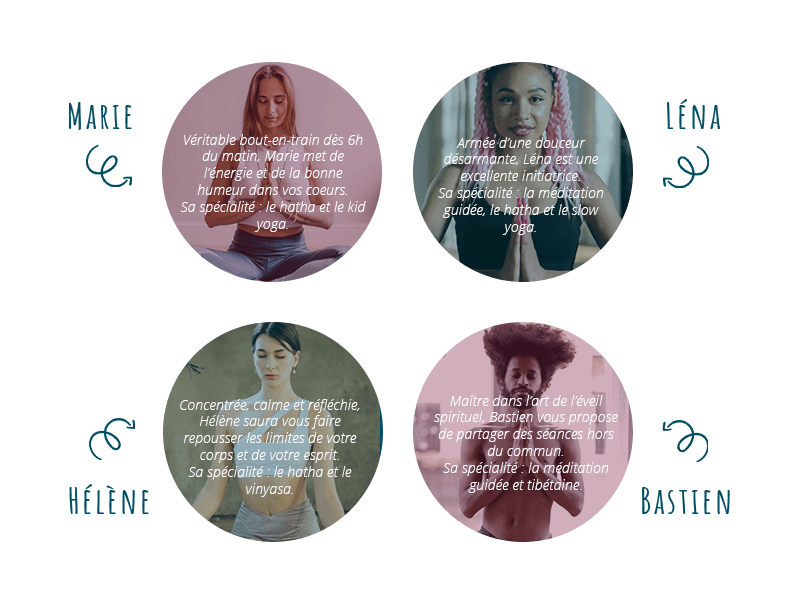 MARIE
Véritable bout-en-train dès 6h
du matin, Marie met de
l'énergie et de la bonne
humeur dans vos coeurs.
Sa spécialité : le hatha et le kid
yoga.
LÉNA
Armée d'une douceur
désarmante, Léna est une
excellente initiatrice.
Sa spécialité : la méditation
guidée, le hatha et le slow
yoga.
HÉLÈNE
Concentrée, calme et réfléchie,
Hélène saura vous faire
repousser les limites de votre
corps et de votre esprit.
Sa spécialité : le hatha et le
vinyasa.
BASTIEN
Maître dans l'art de l'éveil
spirituel, Bastien vous propose
de partager des séances hors
du commun.
Sa spécialité : la méditation
guidée et tibétaine.